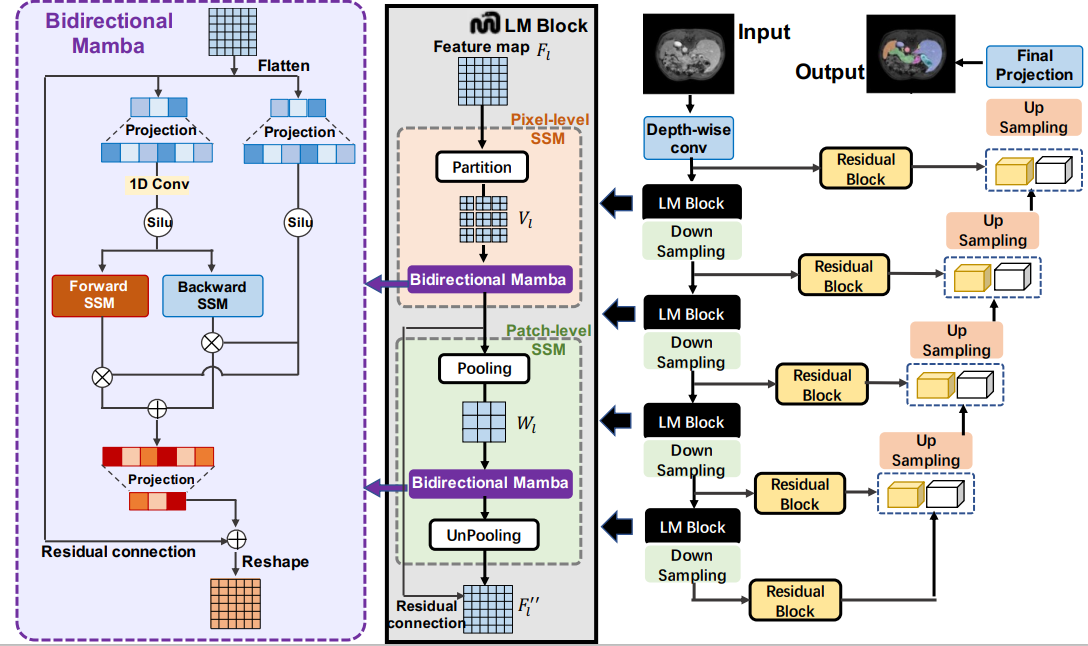 Bidirectional
Mamba
Flatten
Projection
Projection
1D Conv
Silu
Silu
Forward
SSM
Backward
SSM
Projection
Residual connection
Reshape
LM Block
Feature map F_l
Pixel-level
SSM
Partition
V_l
Bidirectional Mamba
Patch-level
SSM
Pooling
W_l
Bidirectional Mamba
UnPooling
Residual
connection
F_l''
Input
Output
Final
Projection
Depth-wise
conv
Residual
Block
Up
Sampling
LM Block
Down
Sampling
Residual
Block
Up
Sampling
LM Block
Down
Sampling
Residual
Block
Up
Sampling
LM Block
Down
Sampling
Residual
Block
Up
Sampling
LM Block
Down
Sampling
Residual
Block